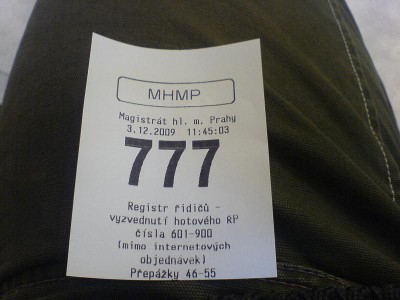 MHMP
Magistrát hl. m. Prahy
3.12.2009 11:45:03
777
Registr řidičů -
vyzvednutí hotového RP
čísla 601-900
(mimo internetových
objednávek)
Přepážky 46-55